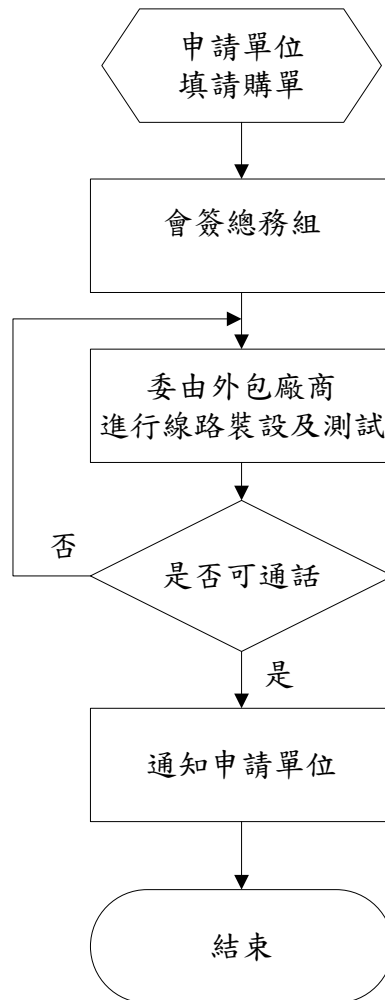 申請單位
填請購單
會簽總務組
委由外包廠商
進行線路裝設及測試
否
是否可通話
是
通知申請單位
結束